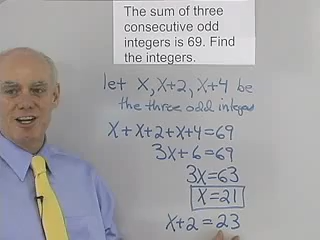 The sum of three
consecutive odd
integers is 69. Find
the integers.
let x, x+2, x+4 be
the three odd integers
x+x+2+x+4=69
3x+6=69
3x=63
x=21
x+2=23